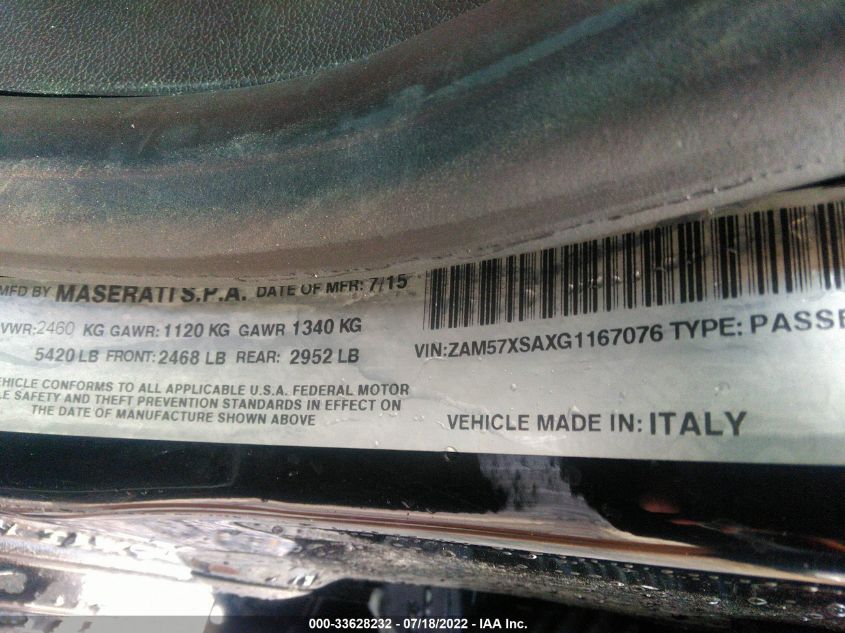 MFD BY MASERATI S.P.A. DATE OF MFR: 7/15
VWR:2460 KG GAWR:1120 KG GAWR 1340 KG
5420 LB FRONT:2468 LB REAR: 2952 LB
EHICLE CONFORMS TO ALL APPLICABLE U.S.A. FEDERAL MOTOR
LE SAFETY AND THEFT PREVENTION STANDARDS IN EFFECT ON
THE DATE OF MANUFACTURE SHOWN ABOVE
VIN:ZAM57XSAXG1167076 TYPE: PASSE
VEHICLE MADE IN: ITALY
000-33628232 - 07/18/2022 - IAA Inc.